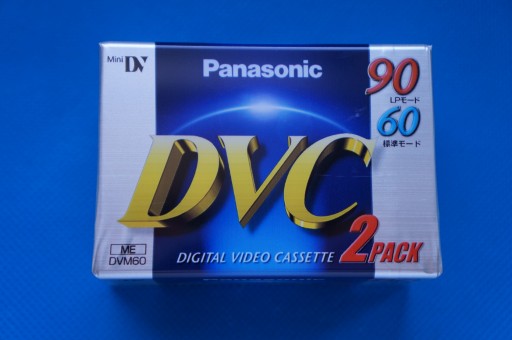 Mini DV
Panasonic
90
LPモード
60
標準モード
DVC
ME
DVM60
DIGITAL VIDEO CASSETTE
2PACK